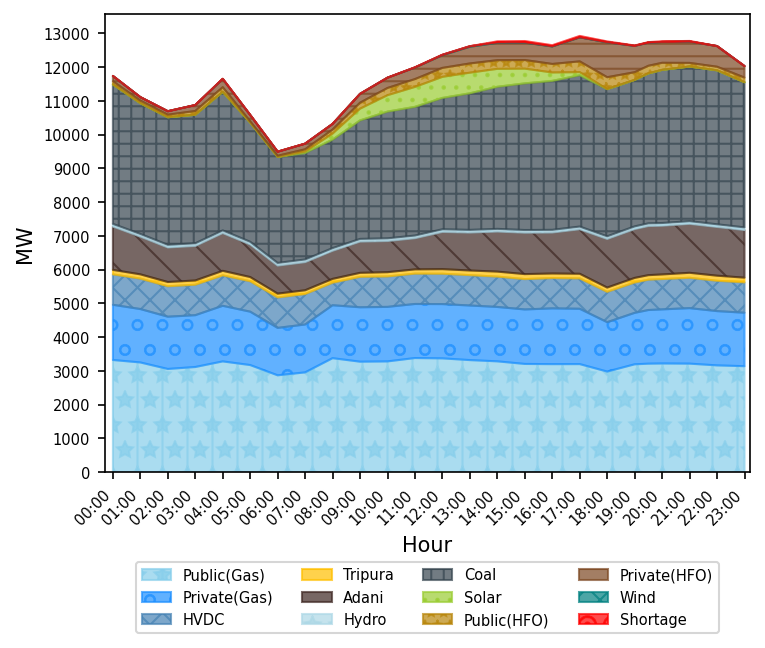 13000
12000
11000
10000
9000
8000
7000
6000
5000
4000
3000
2000
1000
0
MW
00:00 01:00 02:00 03:00 04:00 05:00 06:00 07:00 08:00 09:00 10:00 11:00 12:00 13:00 14:00 15:00 16:00 17:00 18:00 19:00 20:00 21:00 22:00 23:00
Hour
Public(Gas) Tripura Coal Private(HFO)
Private(Gas) Adani Solar Wind
HVDC Hydro Public(HFO) Shortage